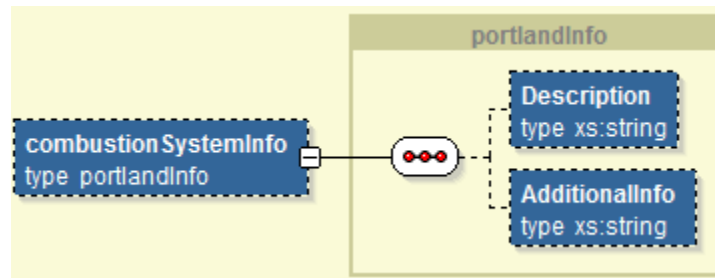 portlandInfo
combustionSystemInfo
type portlandInfo
Description
type xs:string
AdditionalInfo
type xs:string